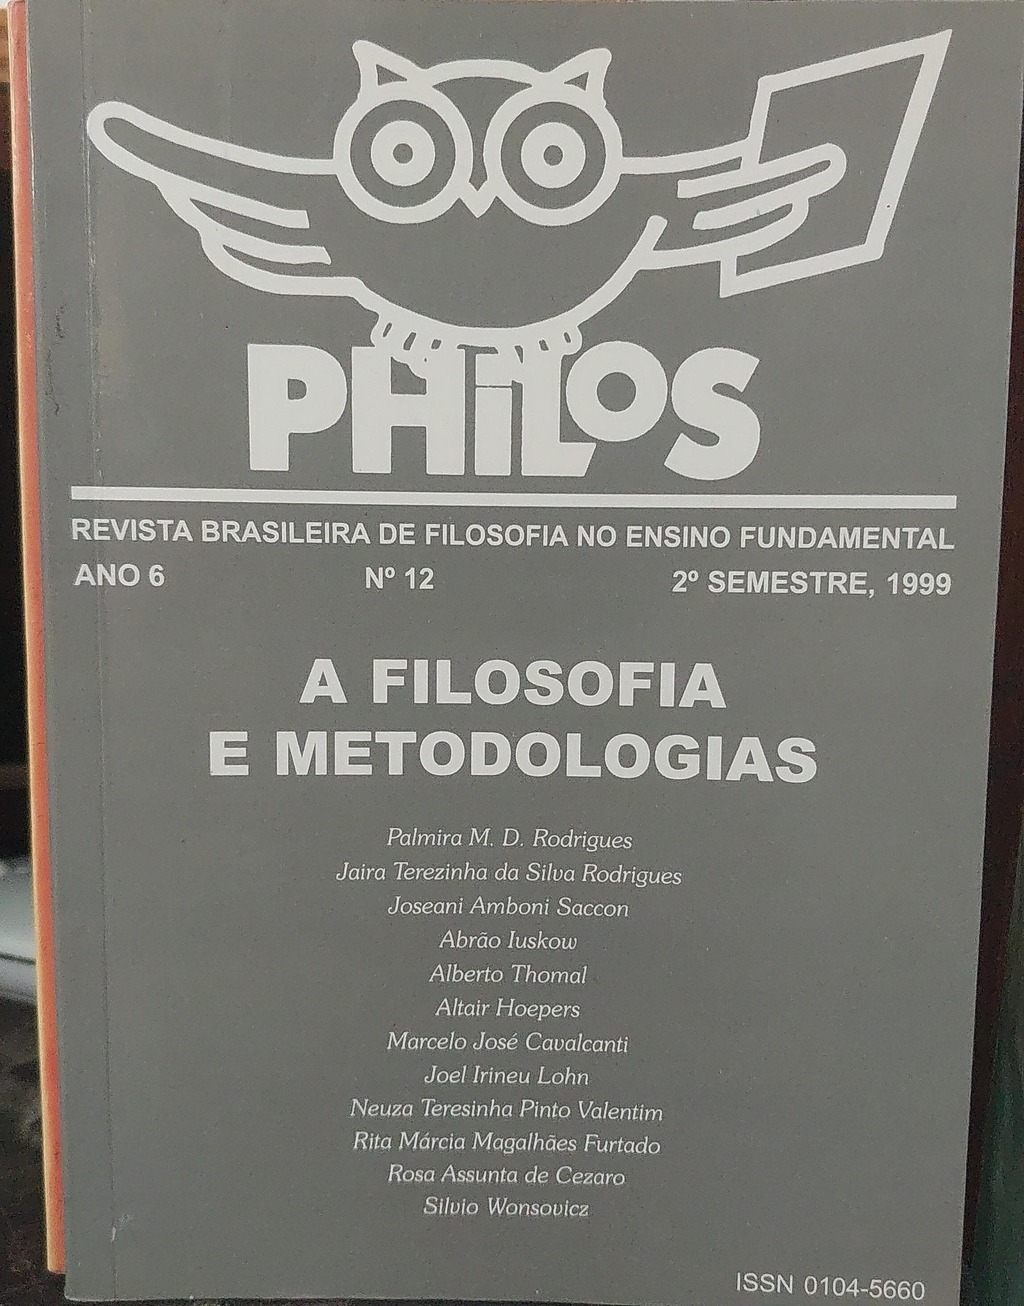 PHiLOS
REVISTA BRASILEIRA DE FILOSOFIA NO ENSINO FUNDAMENTAL
ANO 6 Nº 12 2º SEMESTRE, 1999
A FILOSOFIA
E METODOLOGIAS
Palmira M. D. Rodrigues
Jaira Terezinha da Silva Rodrigues
Joseani Amboni Saccon
Abrão Iuskow
Alberto Thomal
Altair Hoepers
Marcelo José Cavalcanti
Joel Irineu Lohn
Neuza Teresinha Pinto Valentim
Rita Márcia Magalhães Furtado
Rosa Assunta de Cezaro
Silvio Wonsovicz
ISSN 0104-5660